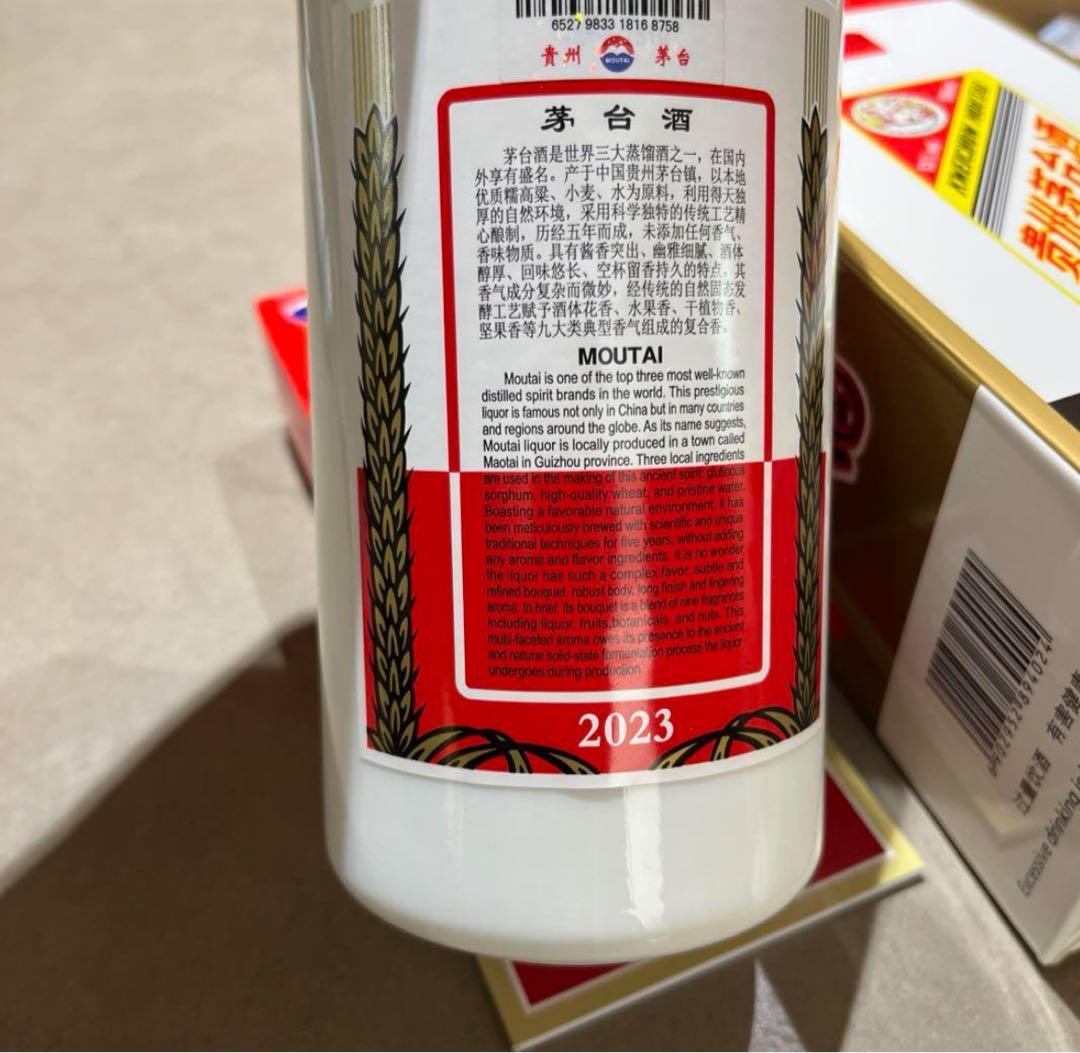 6527 9833 1816 8758
貴州 MOUTAI 茅台
茅台酒
茅台酒是世界三大蒸馏酒之一，在国内
外享有盛名。产于中国贵州茅台镇，以本地
优质糯高粱、小麦、水为原料，利用得天独
厚的自然环境，采用科学独特的传统工艺精
心酿制，历经五年而成，未添加任何香气、
香味物质。具有酱香突出、幽雅细腻、酒体
醇厚、回味悠长、空杯留香持久的特点。其
香气成分复杂而微妙，经传统的自然固态发
酵工艺赋予酒体花香、水果香、干植物香、
坚果香等九大类典型香气组成的复合香。
MOUTAI
Moutai is one of the top three most well-known
distilled spirit brands in the world. This prestigious
liquor is famous not only in China but in many countries
and regions around the globe. As its name suggests,
Moutai liquor is locally produced in a town called
Maotai in Guizhou province. Three local ingredients
are used in the making of this ancient spirit: glutinous
sorghum, high-quality wheat, and pristine water.
Boasting a favorable natural environment, it has
been meticulously brewed with scientific and unique
traditional techniques for five years, without adding
any aroma and flavor ingredients. It is no wonder
the liquor has such a complex favor, subtle and
refined bouquet, robust body, long finish and lingering
aroma. In brief, its bouquet is a blend of nine fragrances
including liquor, fruits,botanicals, and nuts. This
multi-faceted aroma owes its presence to the ancient
and natural solid-state formentation process the liquor
undergoes during production.
2023
贵州茅台酒
过量饮酒 有害健康
Excessive drinking is